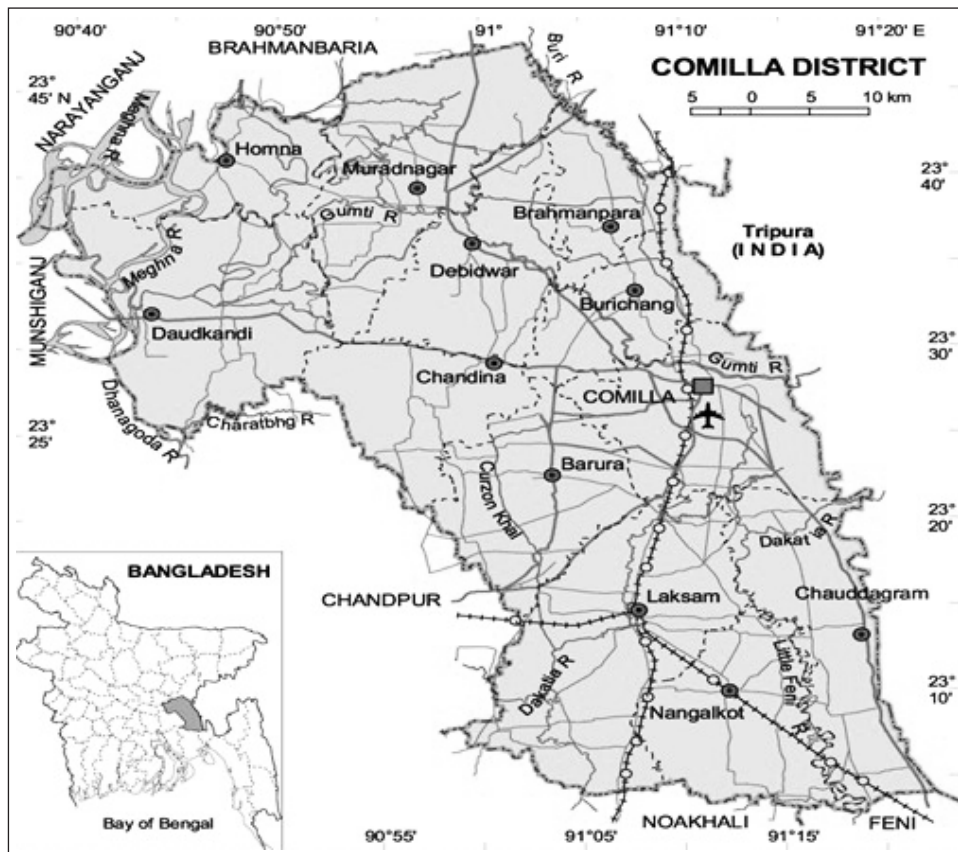 90°40' 90°50' 91° 91°10' 91°20' E
BRAHMANBARIA
COMILLA DISTRICT
5 0 5 10 km
23°
45' N
NARAYANGANJ
Meghna R
Buri R
Homna
Muradnagar
23°
40'
Gumti R
Brahmanpara
Tripura
(INDIA)
Meghna R
Debidwar
MUNSHIGANJ
Burichang
Daudkandi
23°
30'
Gumti R
Chandina
COMILLA
Dhanagoda R
Charatbhg R
23°
25'
Barura
Curzon Khal
23°
20'
Dakatia R
BANGLADESH
CHANDPUR
Laksam
Chauddagram
Dakatia R
Little Feni R
23°
10'
Nangalkot
Bay of Bengal
NOAKHALI
FENI
90°55' 91°05' 91°15'